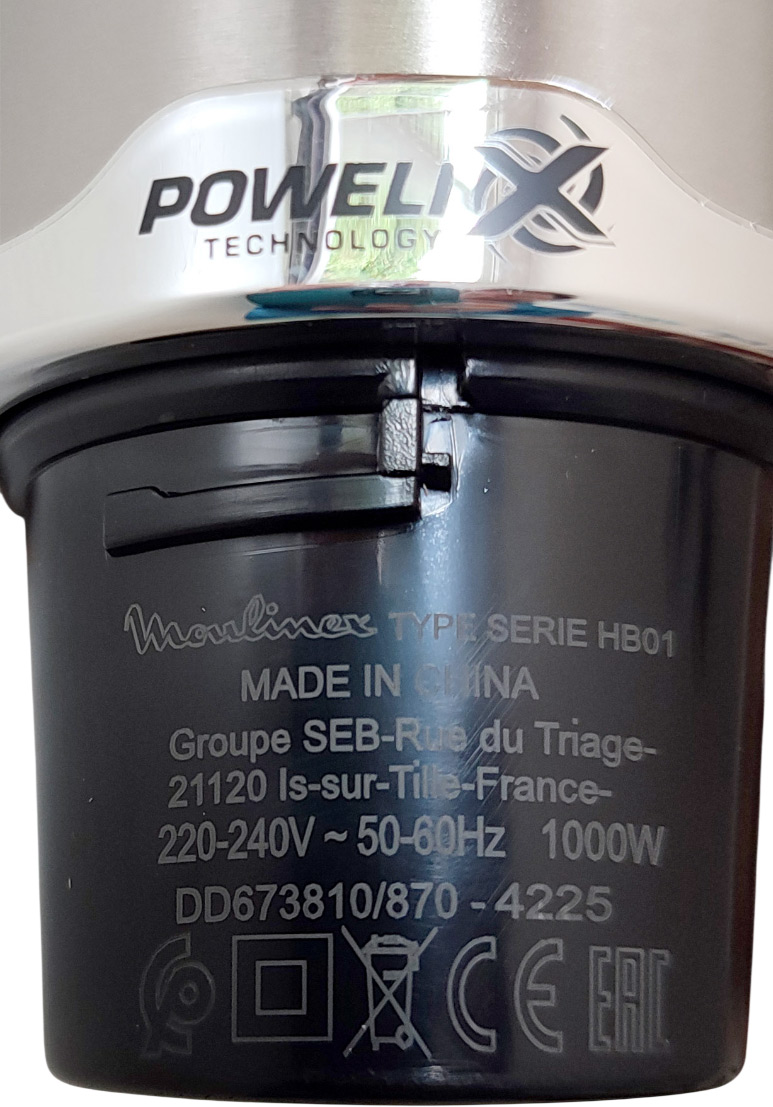 POWELIX
TECHNOLOGY
Moulinex TYPE SERIE HB01
MADE IN CHINA
Groupe SEB-Rue du Triage-
21120 Is-sur-Tille-France-
220-240V ~ 50-60Hz 1000W
DD673810/870 - 4225
CE EAC